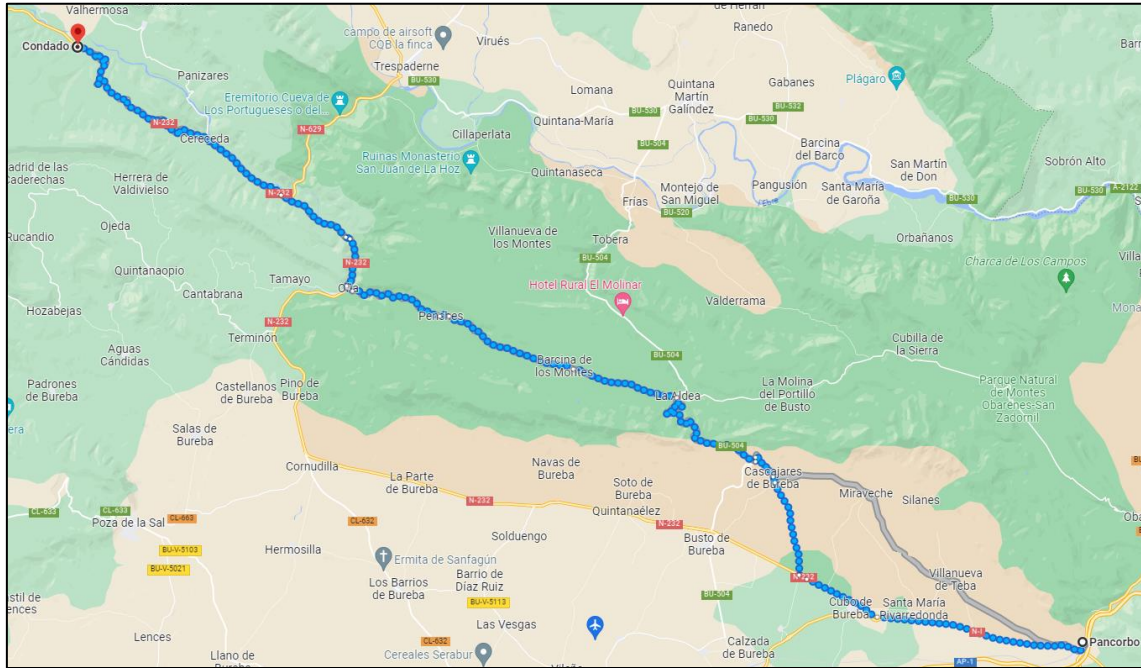 Valhermosa
Condado
campo de airsoft
CQB la finca
Virués
Trespaderne
BU-530
Panizares
Eremitorio Cueva de
Los Portugueses o del...
N-629
N-232
Cereceda
Cillaperlata
Ruinas Monasterio
San Juan de La Hoz
Herrera de
Valdivielso
N-232
Rucandio
Ojeda
Quintanaopio
Cantabrana
Tamayo
N-232
Oña
N-232
Hozabejas
Aguas
Cándidas
Terminón
Padrones
de Bureba
Castellanos
de Bureba
Pino de
Bureba
Salas de
Bureba
Cornudilla
de Herrán
Ranedo
Lomana
Quintana
Martín
Galíndez
Gabanes
Plágaro
BU-530
BU-532
BU-530
Quintana-María
BU-504
Barcina
del Barco
San Martín
de Don
Sobrón Alto
BU-530
A-2122
Quintanaseca
Montejo de
San Miguel
Pangusión
Santa María
de Garoña
BU-530
Frías
BU-520
Orbañanos
Villanueva de
los Montes
Tobera
BU-504
Charca de Los Campos
Hotel Rural El Molinar
Valderrama
Penches
Cubilla de
la Sierra
Barcina de
los Montes
BU-504
La Molina
del Portillo
de Busto
Parque Natural
de Montes
Obarenes-San
Zadornil
La Aldea
BU-504
Navas de
Bureba
Cascajares
de Bureba
La Parte
de Bureba
Soto de
Bureba
Miraveche
Silanes
N-232
Quintanaélez
CL-633
CL-633
CL-663
Poza de la Sal
CL-632
N-232
BU-V-5103
BU-V-5021
Hermosilla
Solduengo
Busto de
Bureba
Ermita de Sanfagún
Los Barrios
de Bureba
Barrio de
Díaz Ruiz
BU-V-5113
BU-504
N-232
Villanueva
de Teba
Cubo de
Bureba
Santa María
Rivarredonda
Lences
Las Vesgas
N-1
Pancorbo
CL-632
Calzada
de Bureba
Llano de
Bureba
Cereales Serabur
AP-1